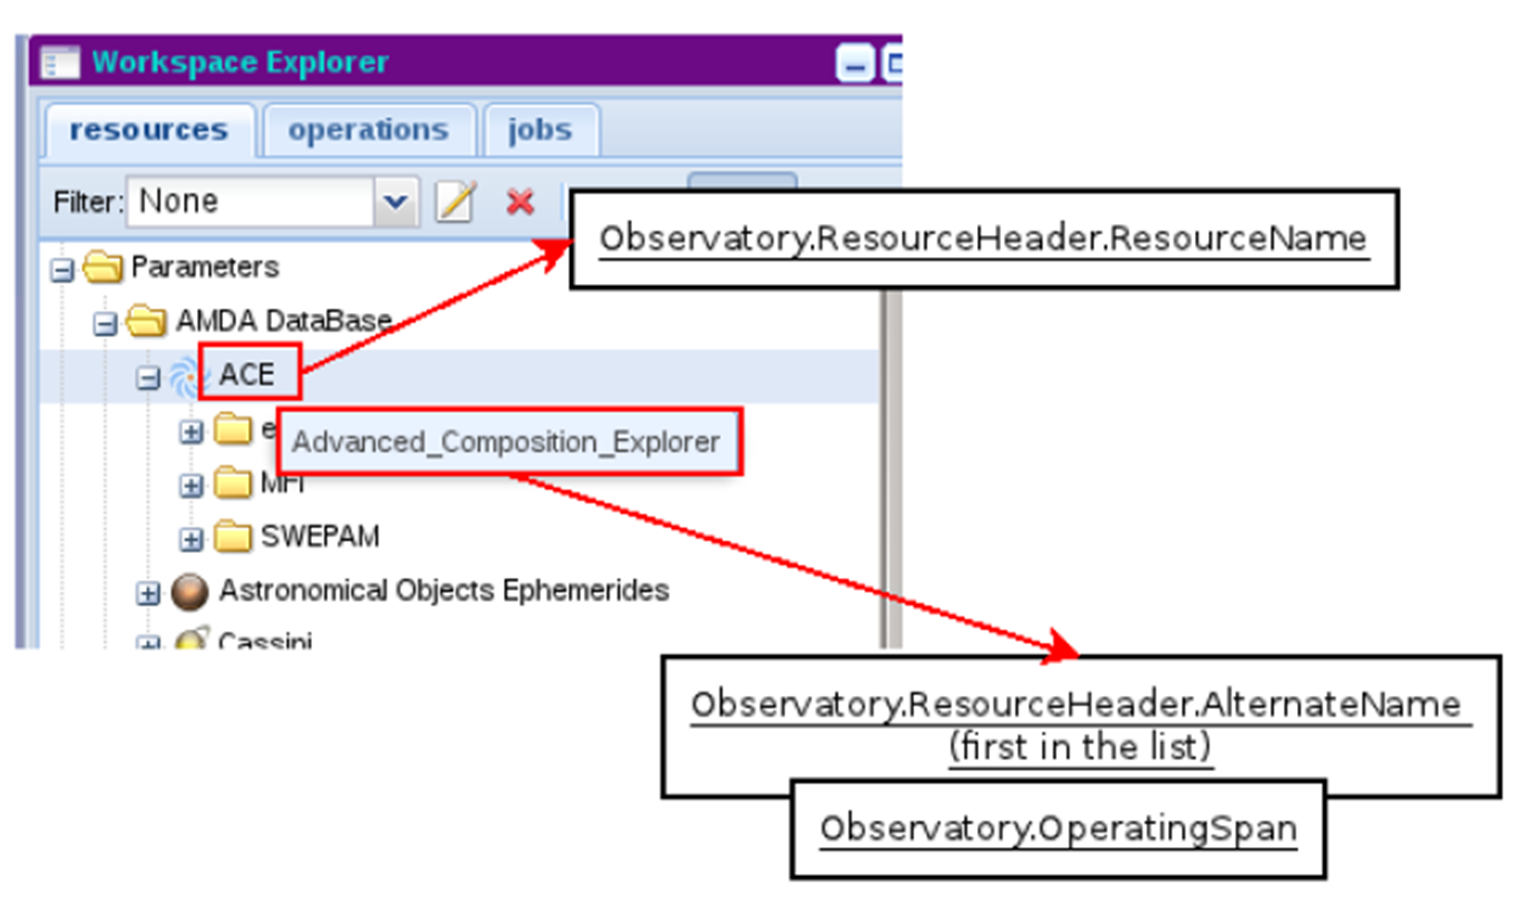 Workspace Explorer
resources operations jobs
Filter: None
Observatory.ResourceHeader.ResourceName
Parameters
AMDA DataBase
ACE
Advanced_Composition_Explorer
MFI
SWEPAM
Astronomical Objects Ephemerides
Cassini
Observatory.ResourceHeader.AlternateName
(first in the list)
Observatory.OperatingSpan